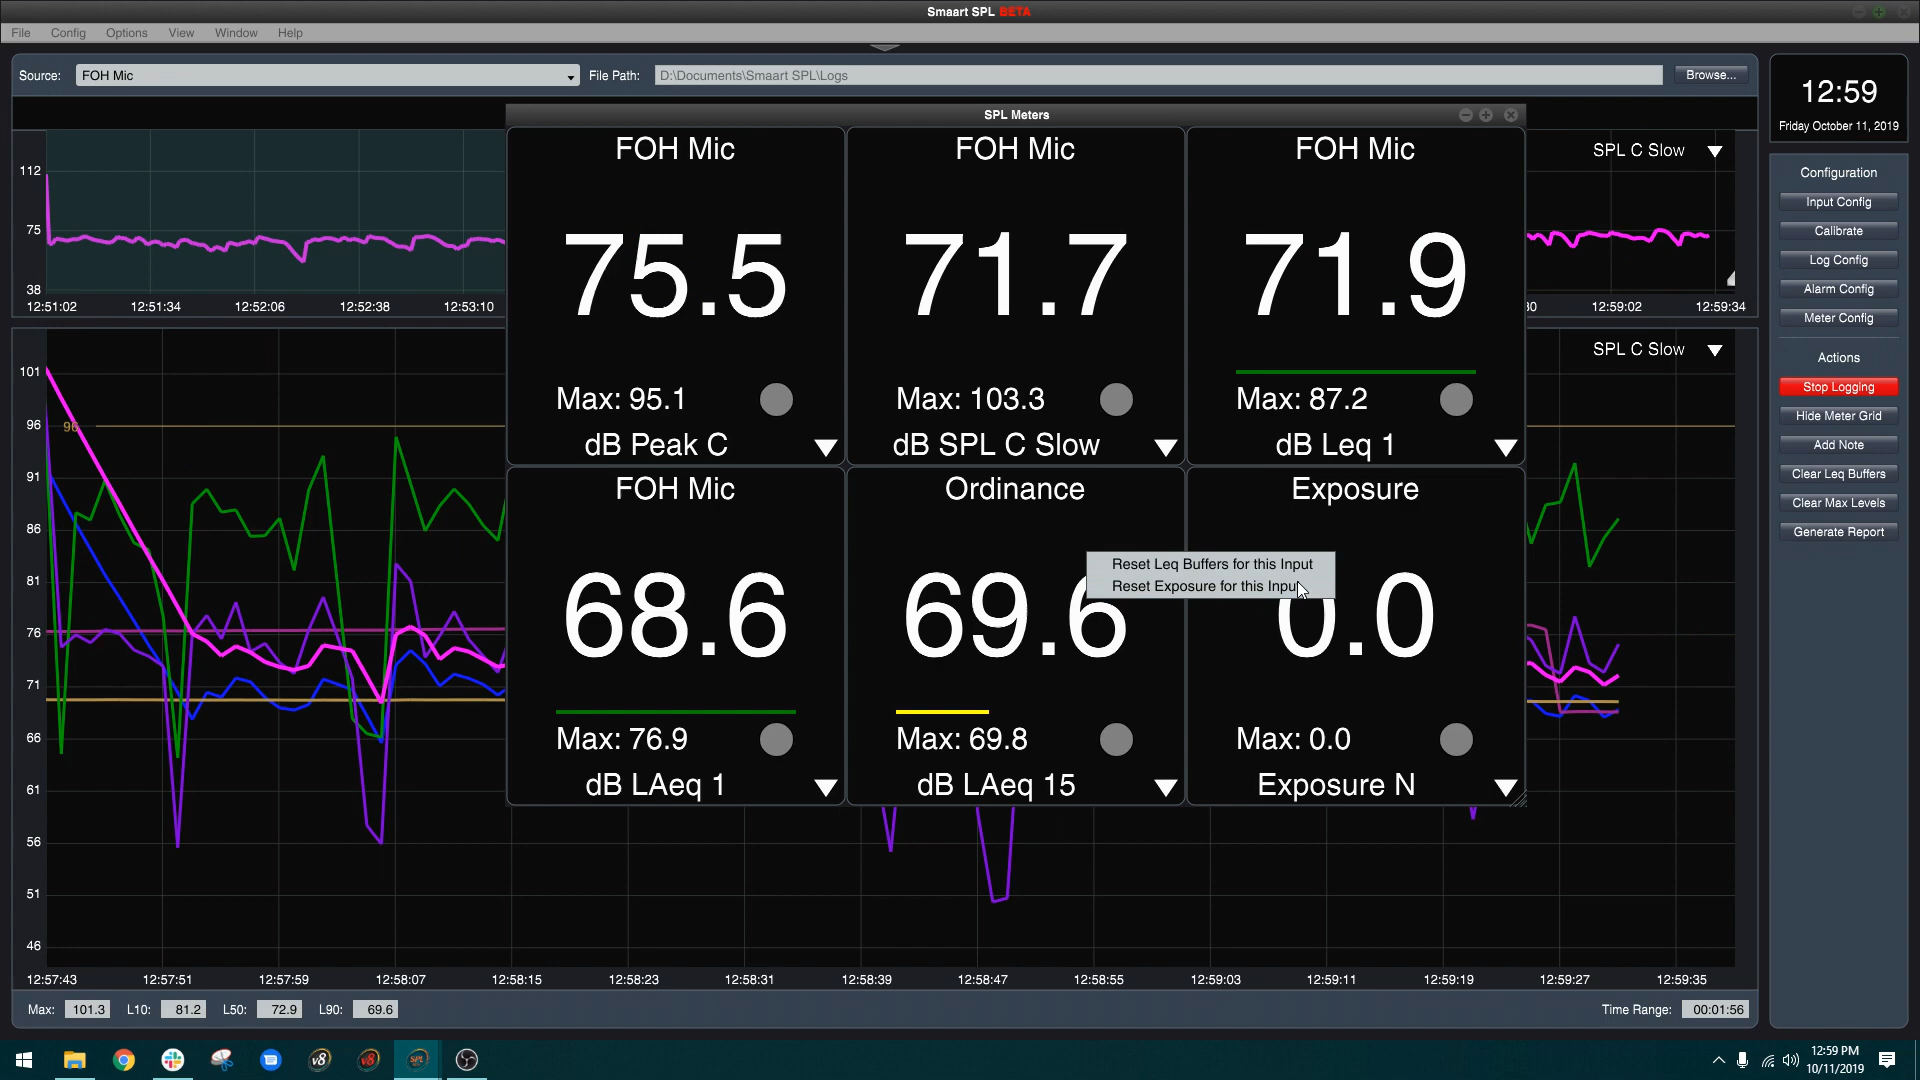 Smaart SPL BETA
File Config Options View Window Help
Source: FOH Mic File Path: D:\Documents\Smaart SPL\Logs Browse...
12:59
Friday October 11, 2019
SPL Meters
FOH Mic
75.5
Max: 95.1
dB Peak C
FOH Mic
71.7
Max: 103.3
dB SPL C Slow
FOH Mic
71.9
Max: 87.2
dB Leq 1
FOH Mic
68.6
Max: 76.9
dB LAeq 1
Ordinance
69.6
Max: 69.8
dB LAeq 15
Exposure
0.0
Max: 0.0
Exposure N
Reset Leq Buffers for this Input
Reset Exposure for this Input
SPL C Slow
112
75
38
12:51:02 12:51:34 12:52:06 12:52:38 12:53:10 30 12:59:02 12:59:34
SPL C Slow
101
96
96
91
86
81
76
71
66
61
56
51
46
12:57:43 12:57:51 12:57:59 12:58:07 12:58:15 12:58:23 12:58:31 12:58:39 12:58:47 12:58:55 12:59:03 12:59:11 12:59:19 12:59:27 12:59:35
Max: 101.3 L10: 81.2 L50: 72.9 L90: 69.6 Time Range: 00:01:56
Configuration
Input Config
Calibrate
Log Config
Alarm Config
Meter Config
Actions
Stop Logging
Hide Meter Grid
Add Note
Clear Leq Buffers
Clear Max Levels
Generate Report
v8
v8
SPL
12:59 PM
10/11/2019